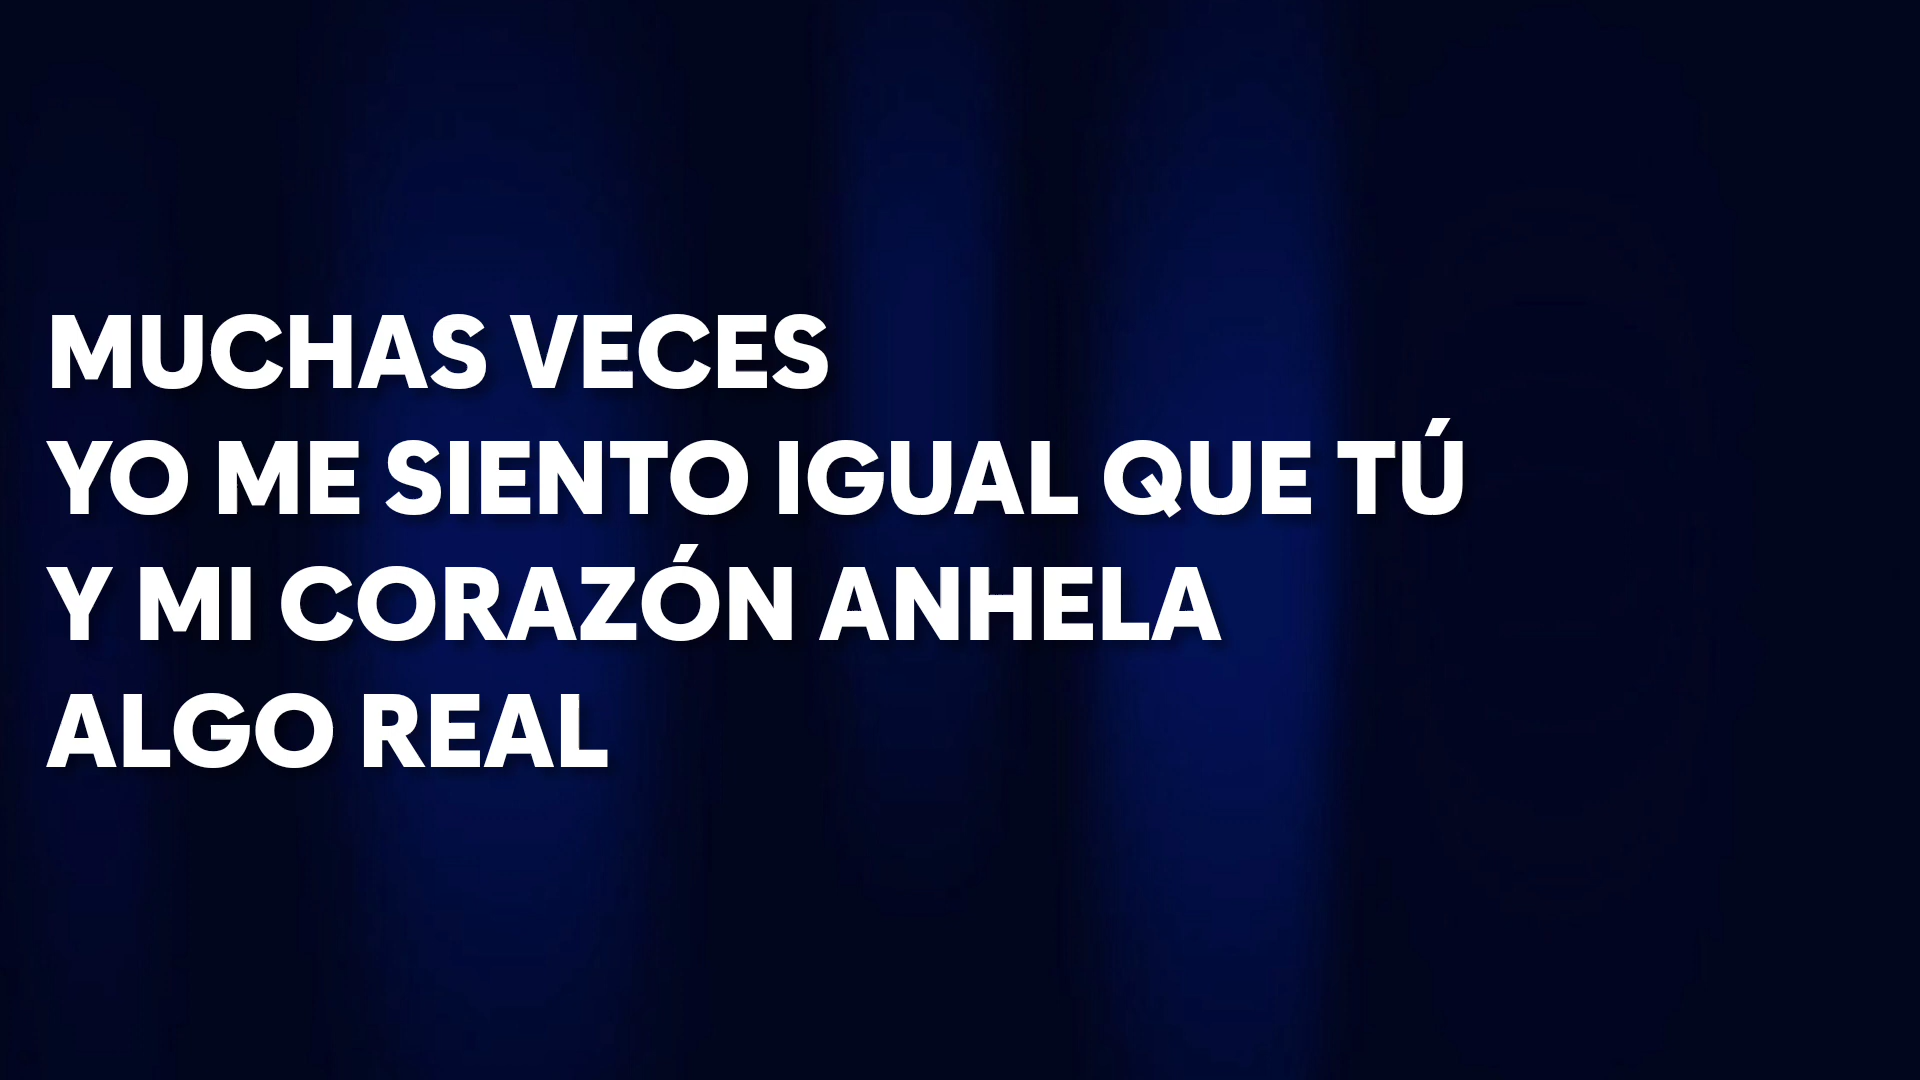 MUCHAS VECES
YO ME SIENTO IGUAL QUE TÚ
Y MI CORAZÓN ANHELA
ALGO REAL